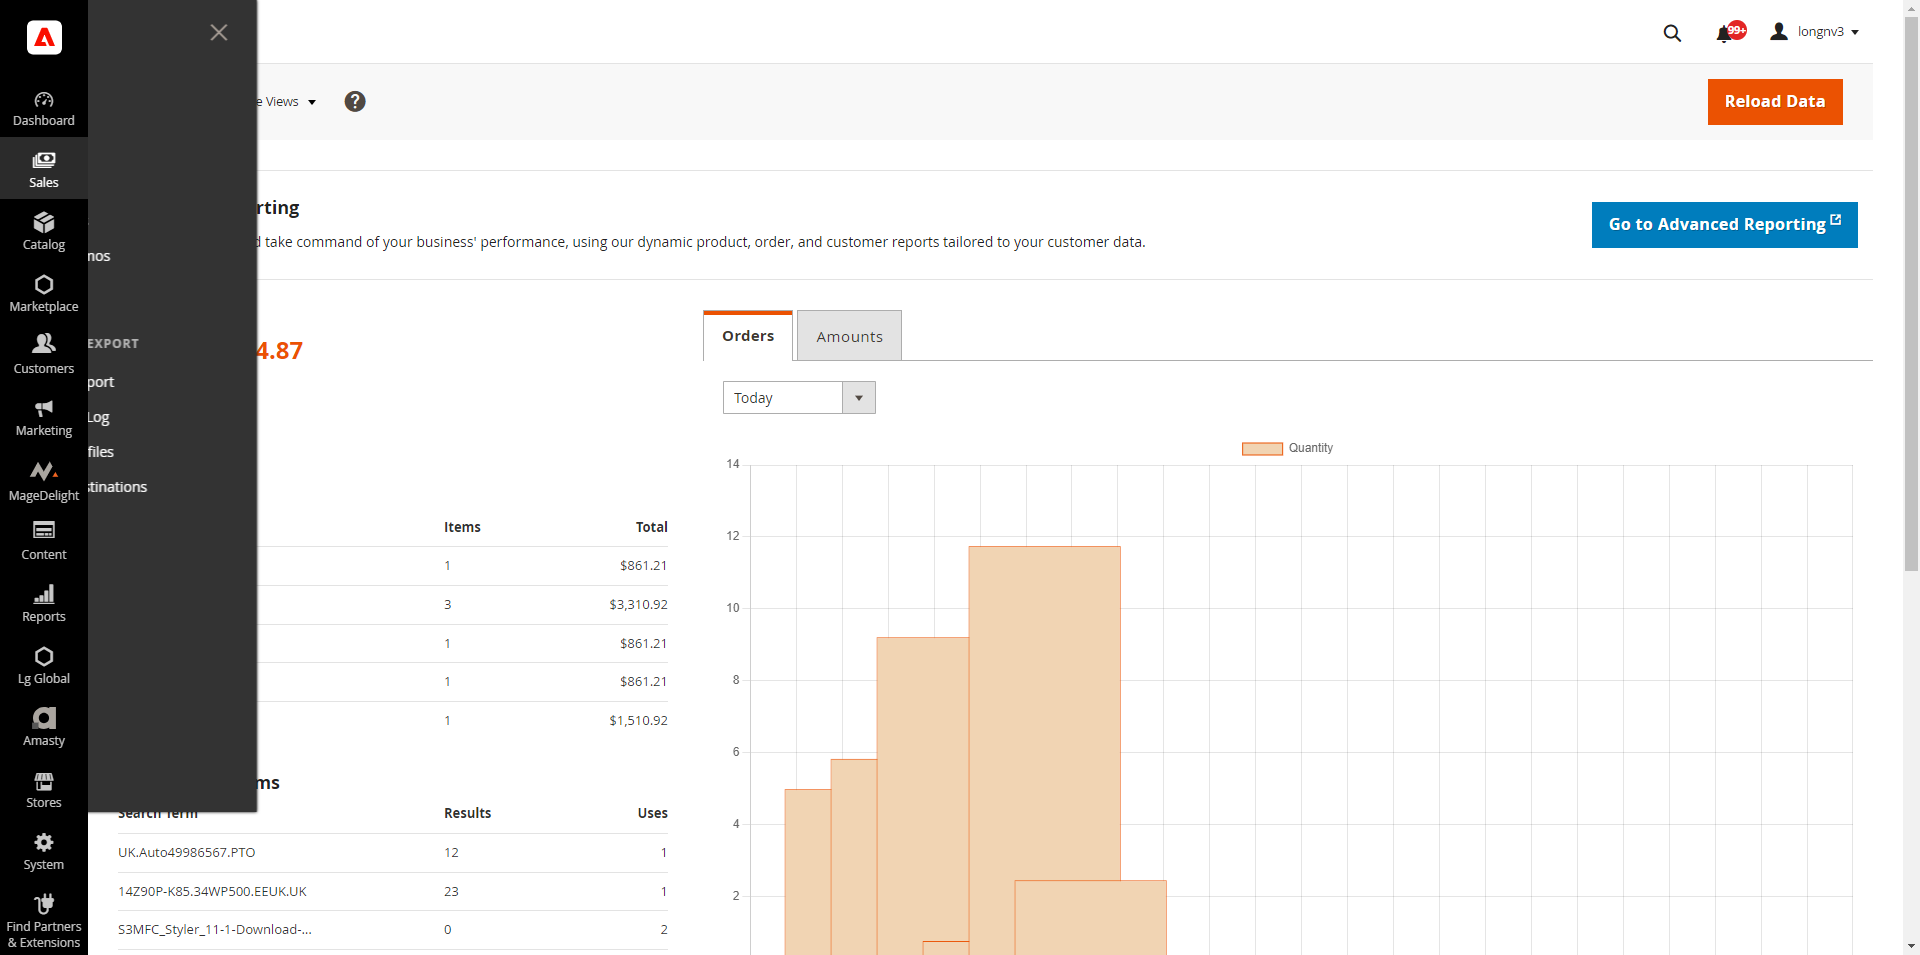 99+
longnv3
Dashboard
e Views
?
Reload Data
Sales
rting
d take command of your business' performance, using our dynamic product, order, and customer reports tailored to your customer data.
Go to Advanced Reporting
Catalog
mos
Marketplace
EXPORT
4.87
Orders
Amounts
Customers
port
Today
Log
Marketing
files
Quantity
MageDelight
stinations
Items Total
1 $861.21
3 $3,310.92
1 $861.21
1 $861.21
1 $1,510.92
14
12
10
8
6
4
2
Content
Reports
Lg Global
Amasty
Stores
System
Find Partners
& Extensions
ms
Search Term Results Uses
UK.Auto49986567.PTO 12 1
14Z90P-K85.34WP500.EEUK.UK 23 1
S3MFC_Styler_11-1-Download-... 0 2